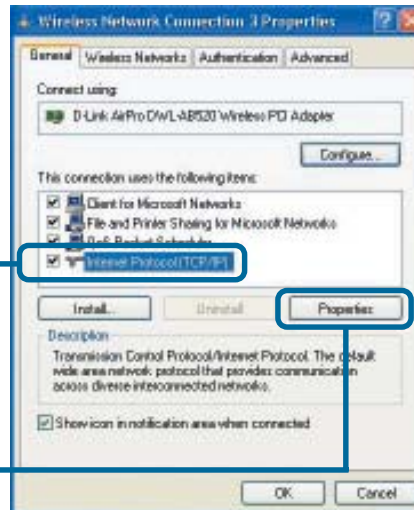 Wireless Network Connection 3 Properties
General Wireless Networks Authentication Advanced
Connect using:
D-Link AirPro DWL-AB520 Wireless PCI Adapter
Configure...
This connection uses the following items:
Client for Microsoft Networks
File and Printer Sharing for Microsoft Networks
QoS Packet Scheduler
Internet Protocol (TCP/IP)
Install... Uninstall Properties
Description
Transmission Control Protocol/Internet Protocol. The default
wide area network protocol that provides communication
across diverse interconnected networks.
Show icon in notification area when connected
OK Cancel